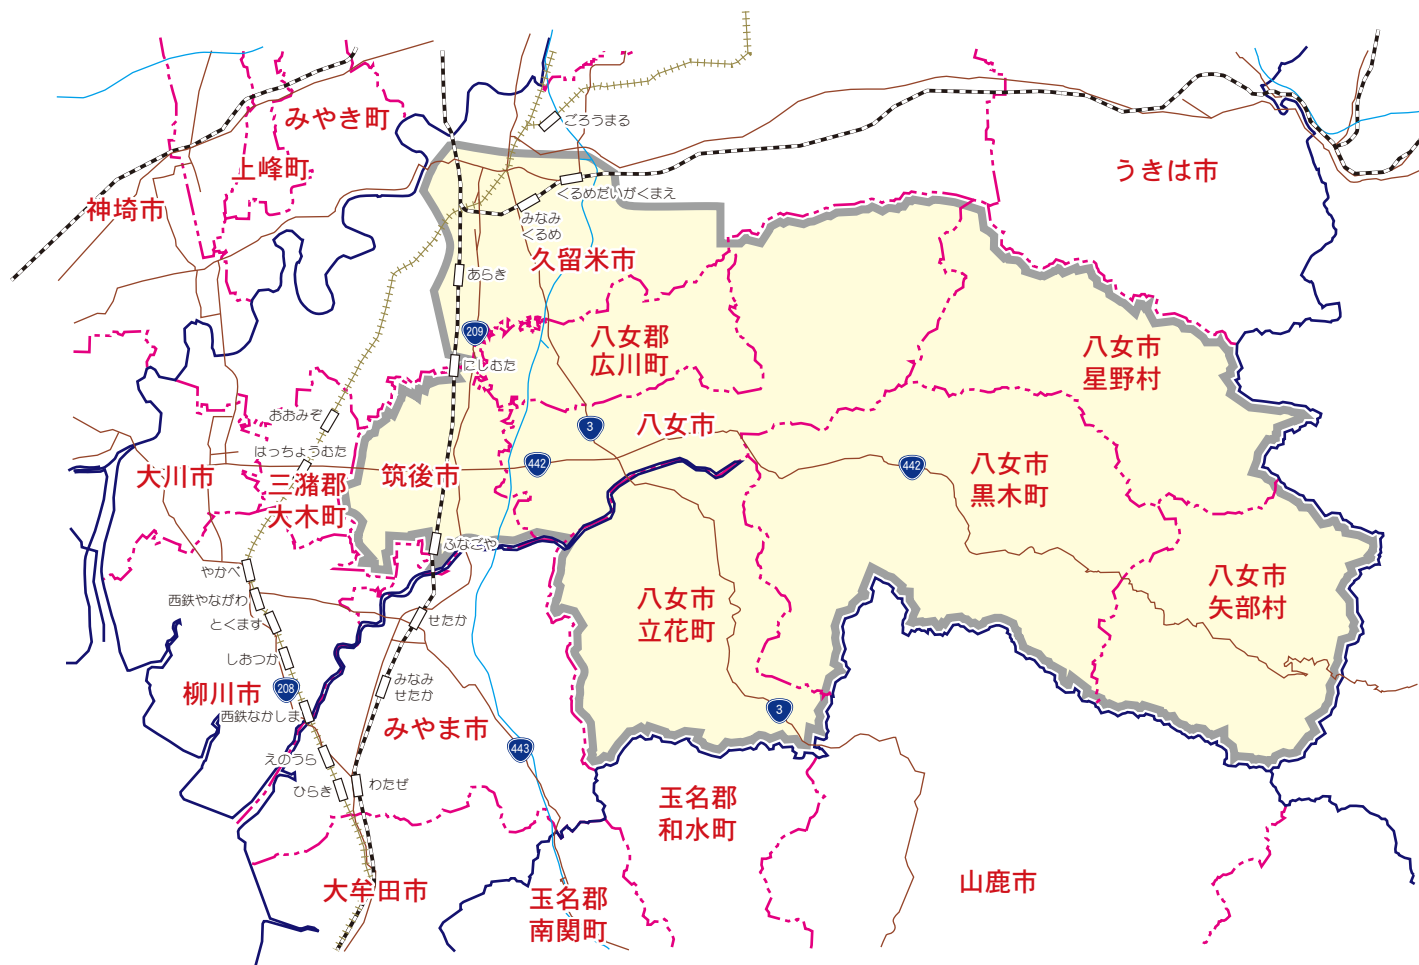 ごろうまる
みやき町
上峰町
うきは市
神埼市
くるめだいがくまえ
みなみ
くるめ
久留米市
あらき
209
八女郡
広川町
八女市
星野村
にしむた
おおみぞ
3
八女市
はっちょうむた
大川市
三潴郡
大木町
筑後市
442
442
八女市
黒木町
ふなごや
やかべ
八女市
矢部村
西鉄やながわ
とくます
八女市
立花町
せたか
しおつか
みなみ
せたか
柳川市
208
西鉄なかしま
3
みやま市
443
えのうら
わたぜ
ひらき
玉名郡
和水町
大牟田市
玉名郡
南関町
山鹿市